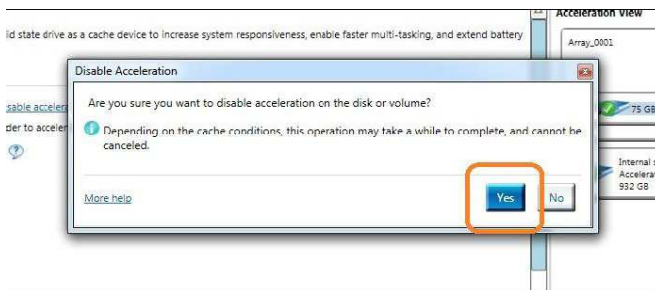 Acceleration View
id state drive as a cache device to increase system responsiveness, enable faster multi-tasking, and extend battery
Array_0001
Disable Acceleration
Are you sure you want to disable acceleration on the disk or volume?
Depending on the cache conditions, this operation may take a while to complete, and cannot be
canceled.
sable acceler
der to acceler
75 GB
Internal s
Accelerat
932 GB
More help
Yes
No